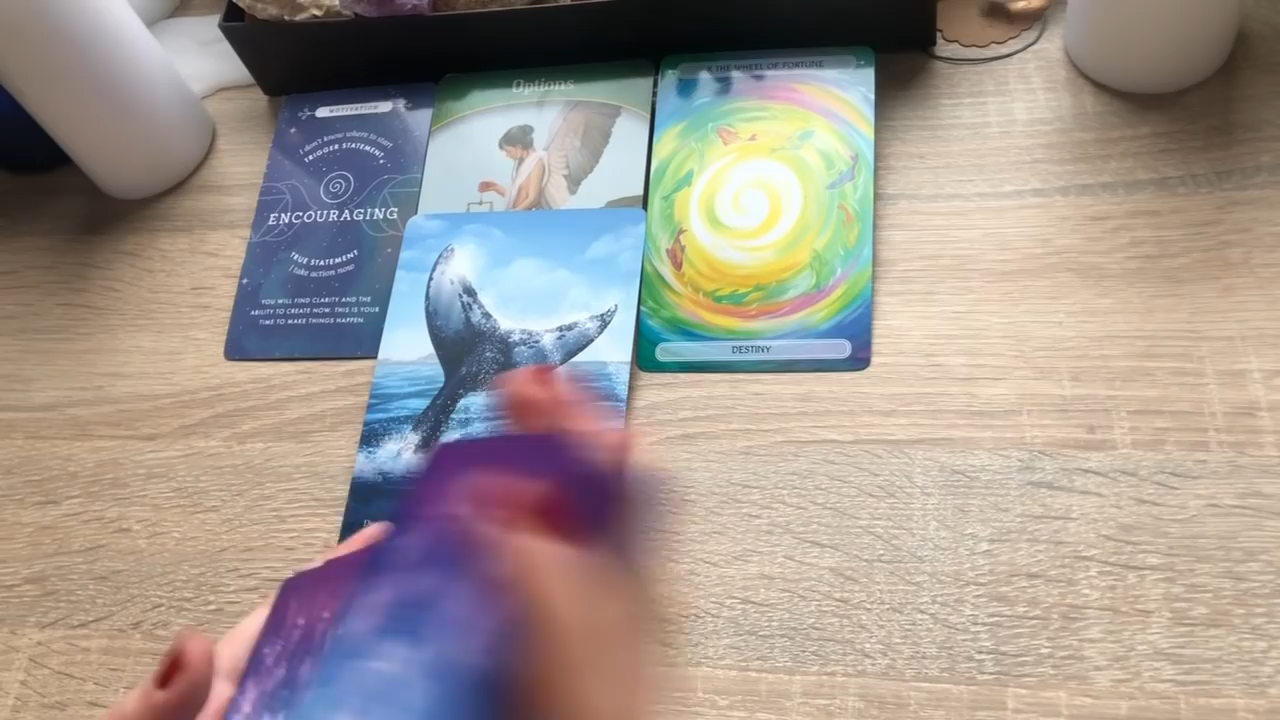 MOTIVATION
I don't know where to start
TRIGGER STATEMENT
ENCOURAGING
TRUE STATEMENT
I take action now
YOU WILL FIND CLARITY AND THE
ABILITY TO CREATE NOW. THIS IS YOUR
TIME TO MAKE THINGS HAPPEN.
Options
X THE WHEEL OF FORTUNE
DESTINY